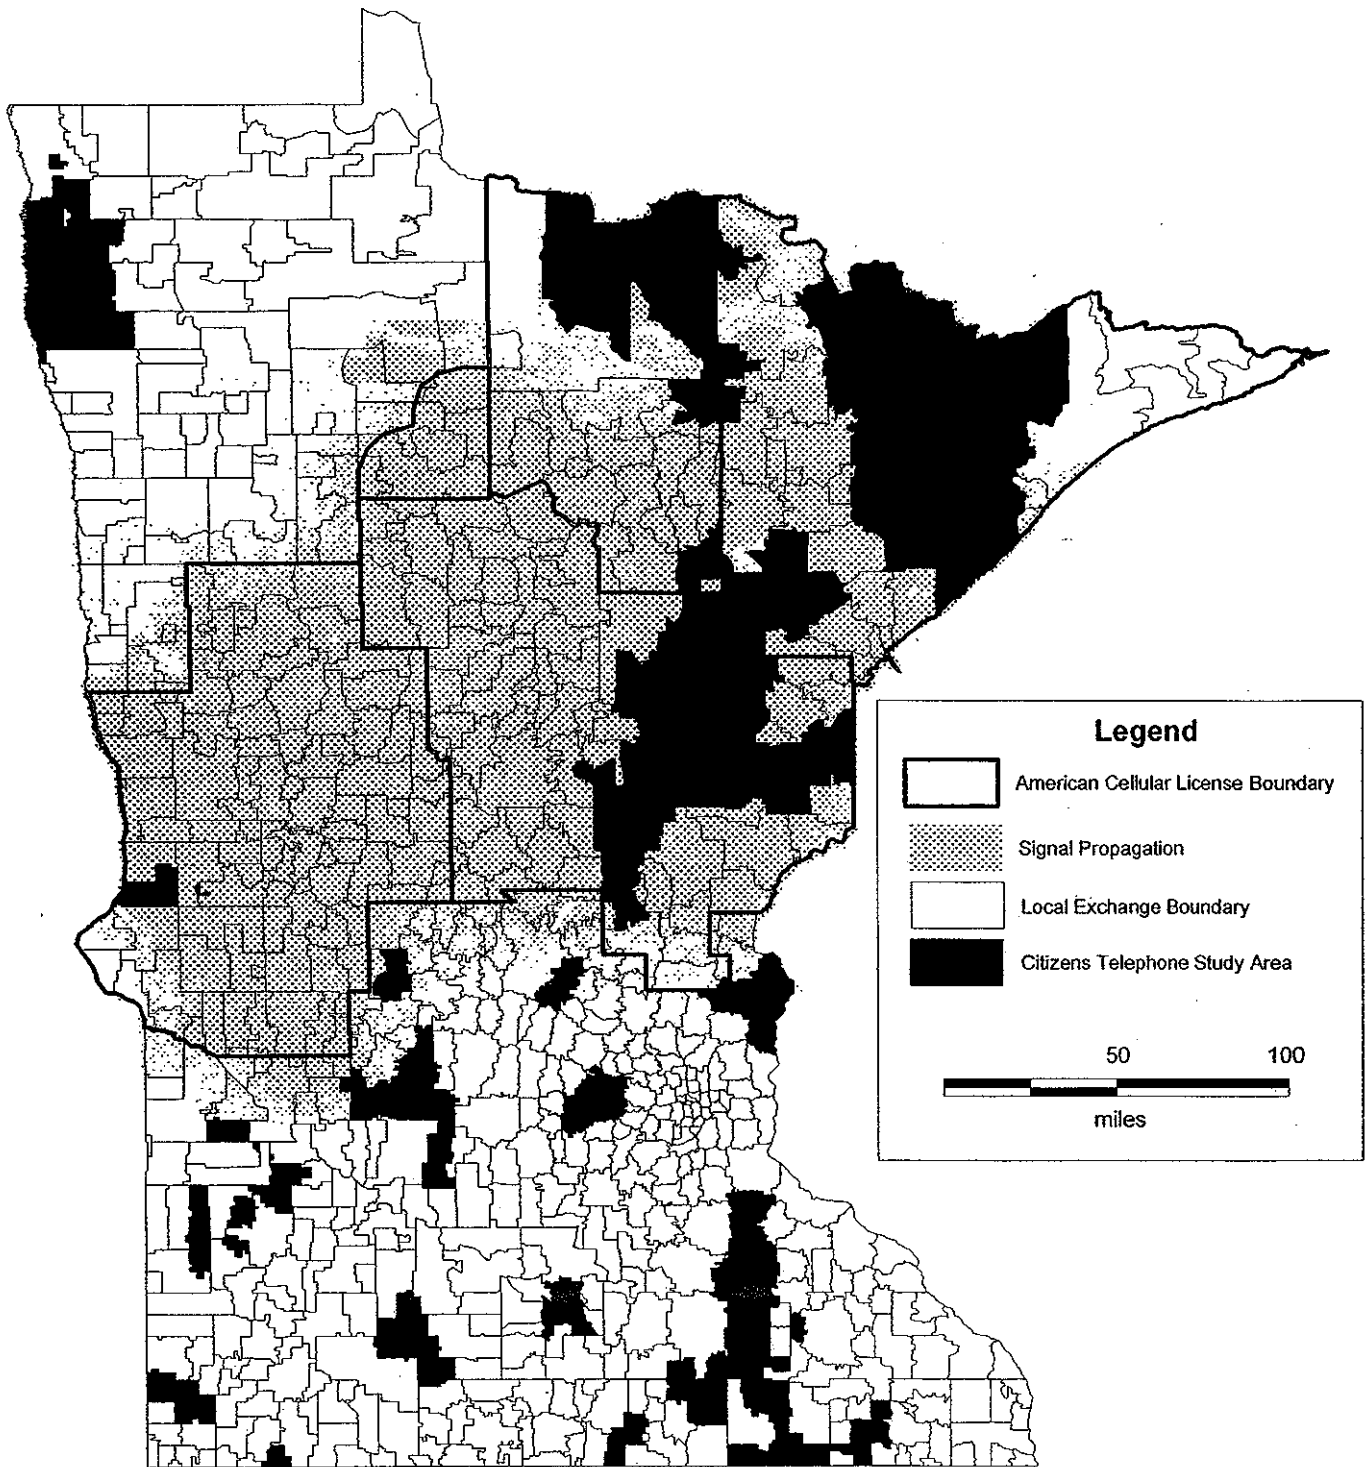 Legend
American Cellular License Boundary
Signal Propagation
Local Exchange Boundary
Citizens Telephone Study Area
50 100
miles